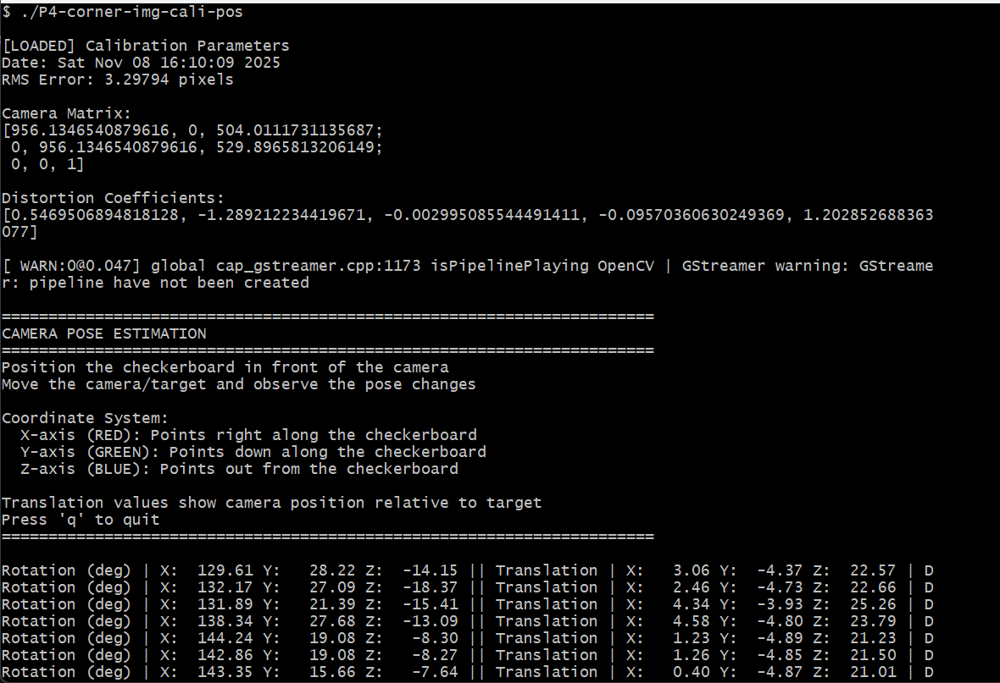 $ ./P4-corner-img-cali-pos
[LOADED] Calibration Parameters
Date: Sat Nov 08 16:10:09 2025
RMS Error: 3.29794 pixels
Camera Matrix:
[956.1346540879616, 0, 504.0111731135687;
 0, 956.1346540879616, 529.8965813206149;
 0, 0, 1]
Distortion Coefficients:
[0.5469506894818128, -1.289212234419671, -0.002995085544491411, -0.09570360630249369, 1.202852688363
077]
[ WARN:0@0.047] global cap_gstreamer.cpp:1173 isPipelinePlaying OpenCV | GStreamer warning: GStreame
r: pipeline have not been created
======================================================================
CAMERA POSE ESTIMATION
======================================================================
Position the checkerboard in front of the camera
Move the camera/target and observe the pose changes
Coordinate System:
  X-axis (RED): Points right along the checkerboard
  Y-axis (GREEN): Points down along the checkerboard
  Z-axis (BLUE): Points out from the checkerboard
Translation values show camera position relative to target
Press 'q' to quit
======================================================================
Rotation (deg) | X:  129.61 Y:   28.22 Z:  -14.15 || Translation | X:   3.06 Y:  -4.37 Z:  22.57 | D
Rotation (deg) | X:  132.17 Y:   27.09 Z:  -18.37 || Translation | X:   2.46 Y:  -4.73 Z:  22.66 | D
Rotation (deg) | X:  131.89 Y:   21.39 Z:  -15.41 || Translation | X:   4.34 Y:  -3.93 Z:  25.26 | D
Rotation (deg) | X:  138.34 Y:   27.68 Z:  -13.09 || Translation | X:   4.58 Y:  -4.80 Z:  23.79 | D
Rotation (deg) | X:  144.24 Y:   19.08 Z:   -8.30 || Translation | X:   1.23 Y:  -4.89 Z:  21.23 | D
Rotation (deg) | X:  142.86 Y:   19.08 Z:   -8.27 || Translation | X:   1.26 Y:  -4.85 Z:  21.50 | D
Rotation (deg) | X:  143.35 Y:   15.66 Z:   -7.64 || Translation | X:   0.40 Y:  -4.87 Z:  21.01 | D